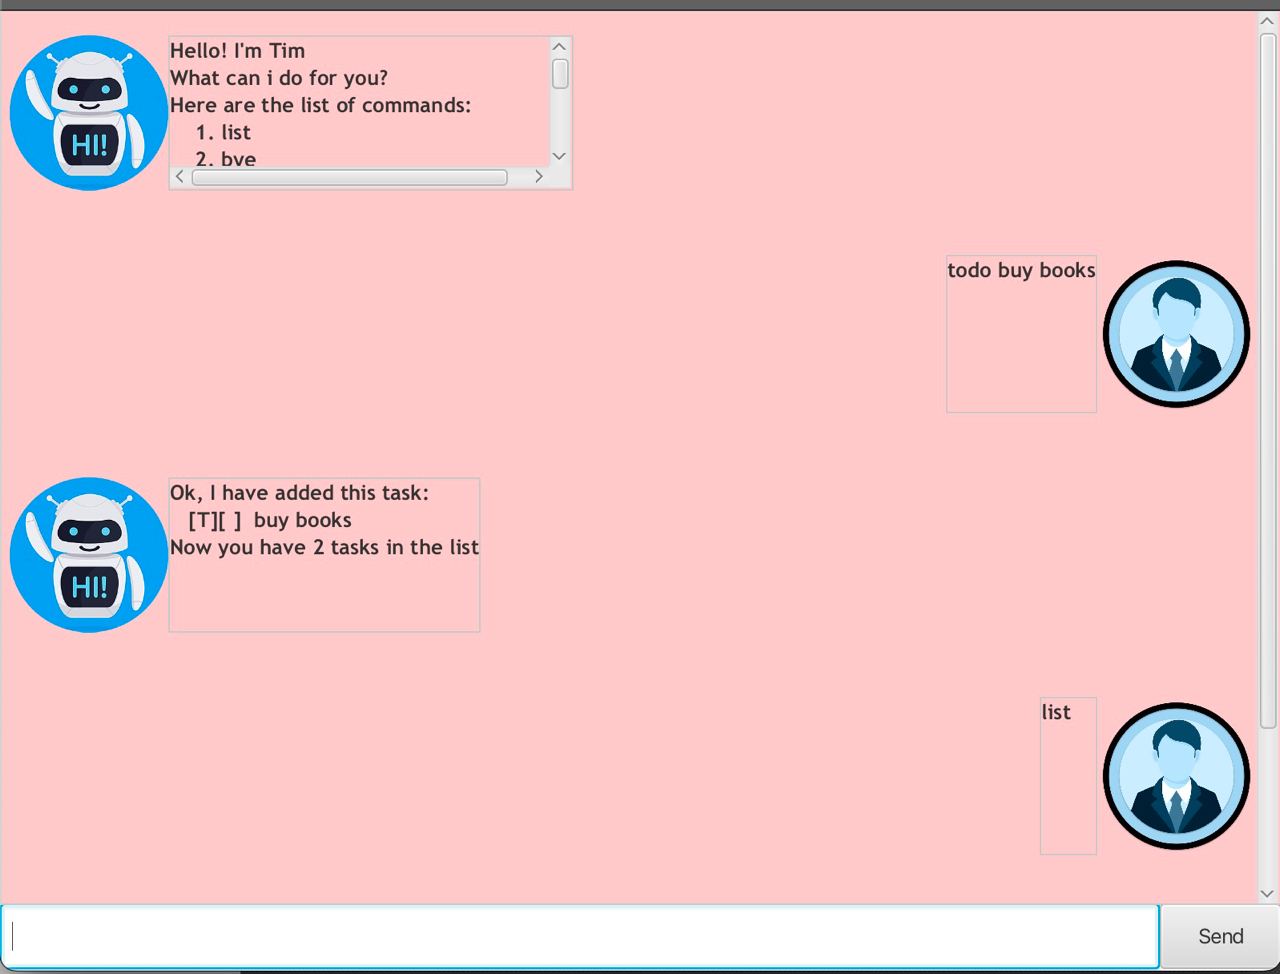 Hello! I'm Tim
What can i do for you?
Here are the list of commands:
1. list
2. bye
HI!
todo buy books
Ok, I have added this task:
[T][ ]  buy books
Now you have 2 tasks in the list
HI!
list
Send